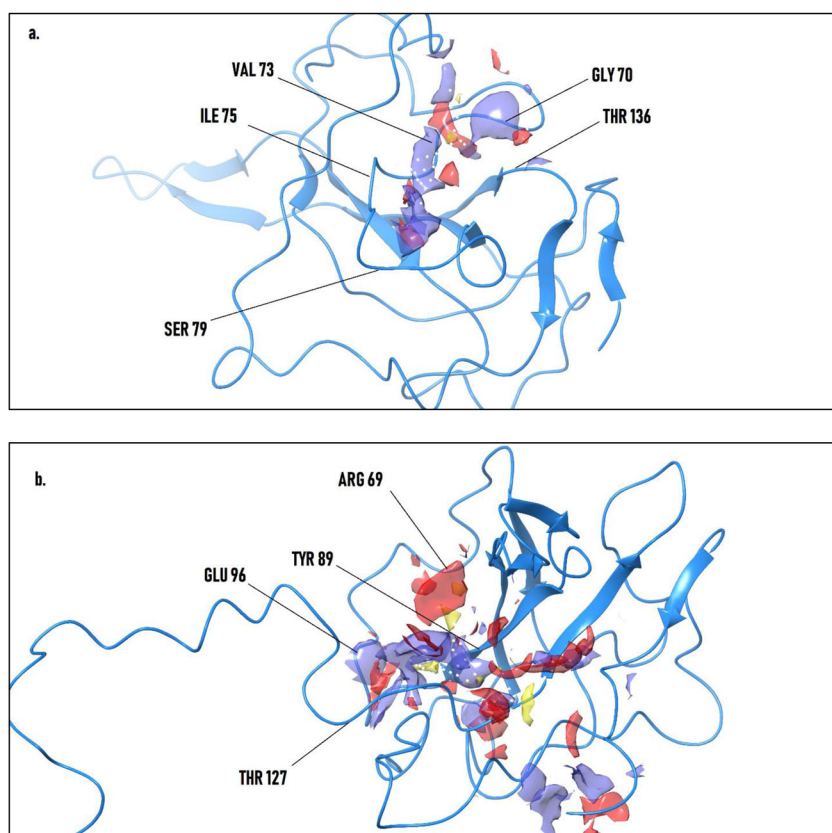 a.
VAL 73
GLY 70
ILE 75
THR 136
SER 79
b.
ARG 69
TYR 89
GLU 96
THR 127